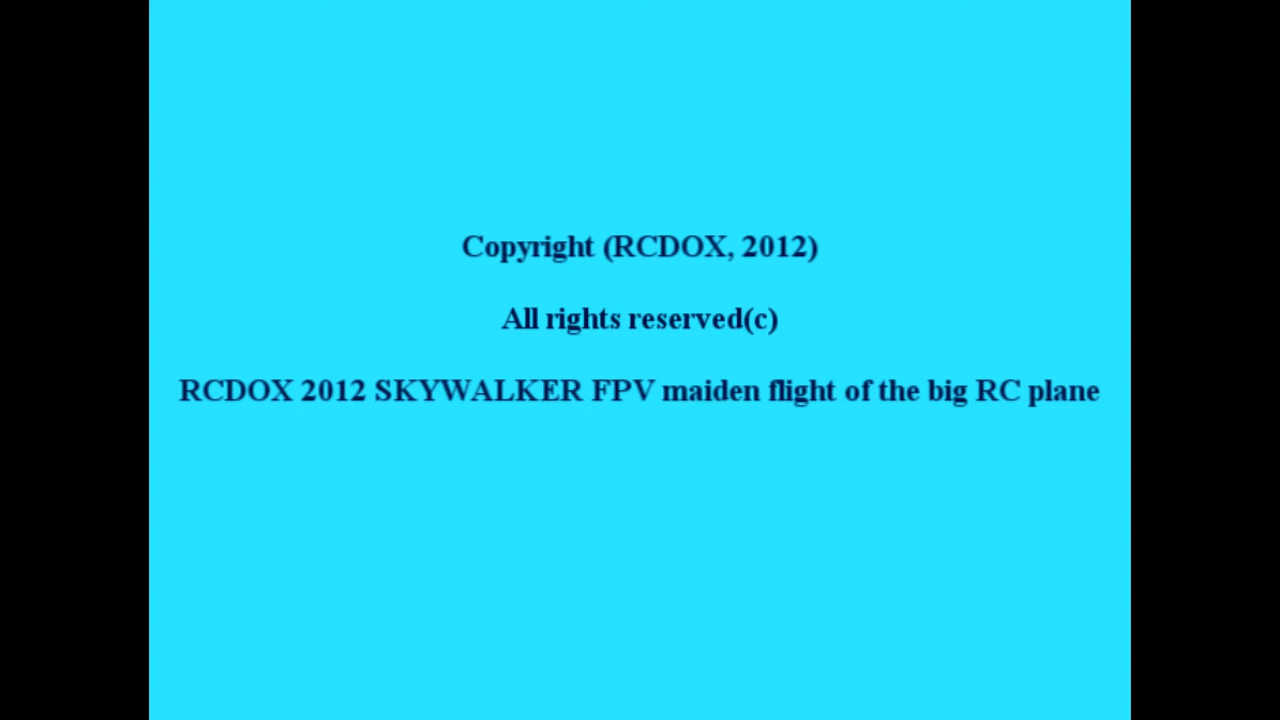 Copyright (RCDOX, 2012)
All rights reserved(c)
RCDOX 2012 SKYWALKER FPV maiden flight of the big RC plane